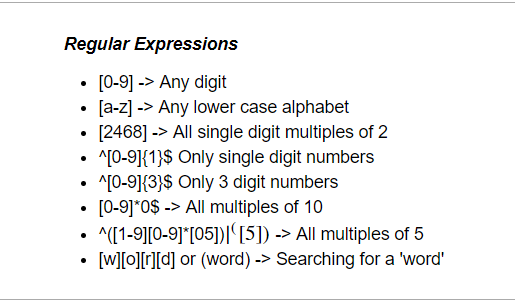 Regular Expressions
• [0-9] -> Any digit
• [a-z] -> Any lower case alphabet
• [2468] -> All single digit multiples of 2
• ^[0-9]{1}$ Only single digit numbers
• ^[0-9]{3}$ Only 3 digit numbers
• [0-9]*0$ -> All multiples of 10
• ^([1-9][0-9]*[05])|^([5]) -> All multiples of 5
• [w][o][r][d] or (word) -> Searching for a 'word'